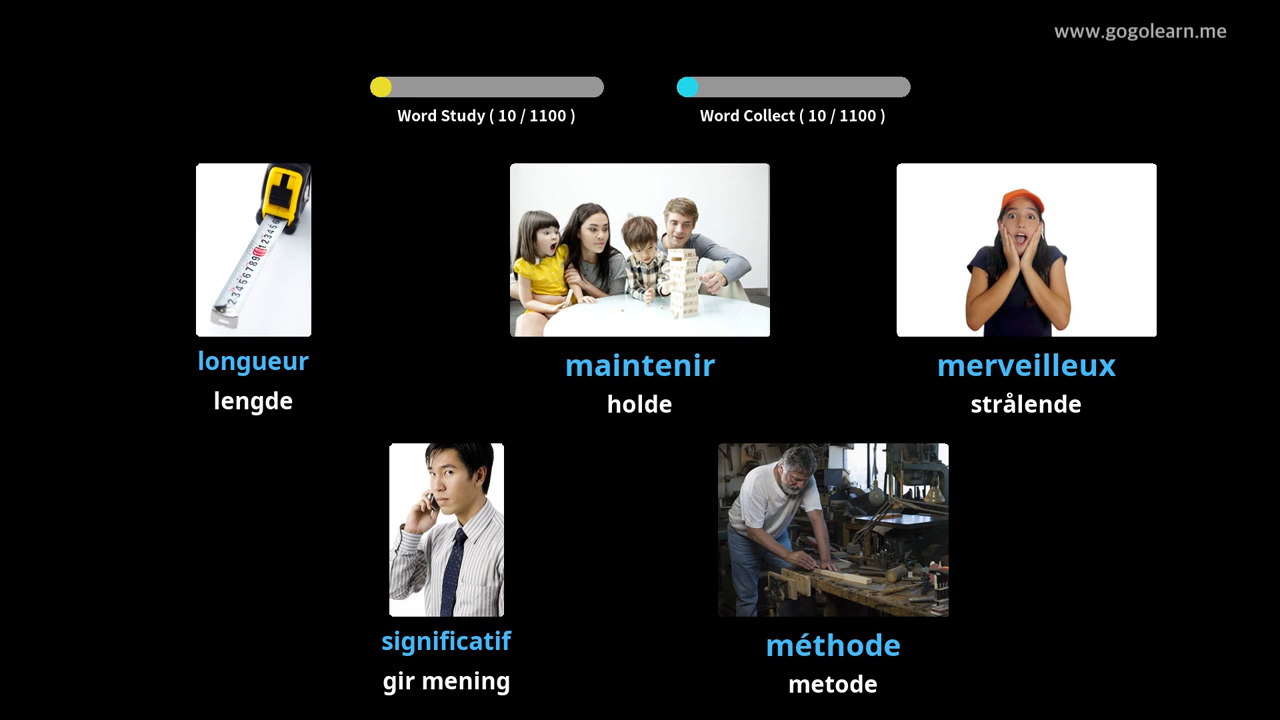 www.gogolearn.me
Word Study ( 10 / 1100 )
Word Collect ( 10 / 1100 )
longueur
lengde
maintenir
holde
merveilleux
strålende
significatif
gir mening
méthode
metode